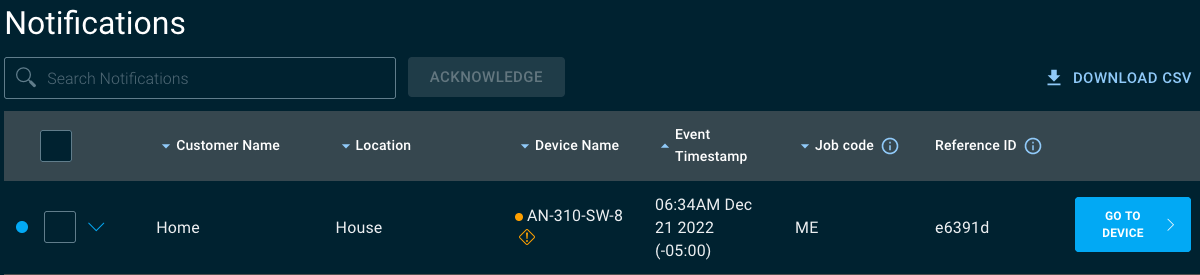 Notifications
Search Notifications
ACKNOWLEDGE
DOWNLOAD CSV
Customer Name
Location
Device Name
Event
Timestamp
Job code
Reference ID
Home
House
AN-310-SW-8
06:34AM Dec
21 2022
(-05:00)
ME
e6391d
GO TO
DEVICE